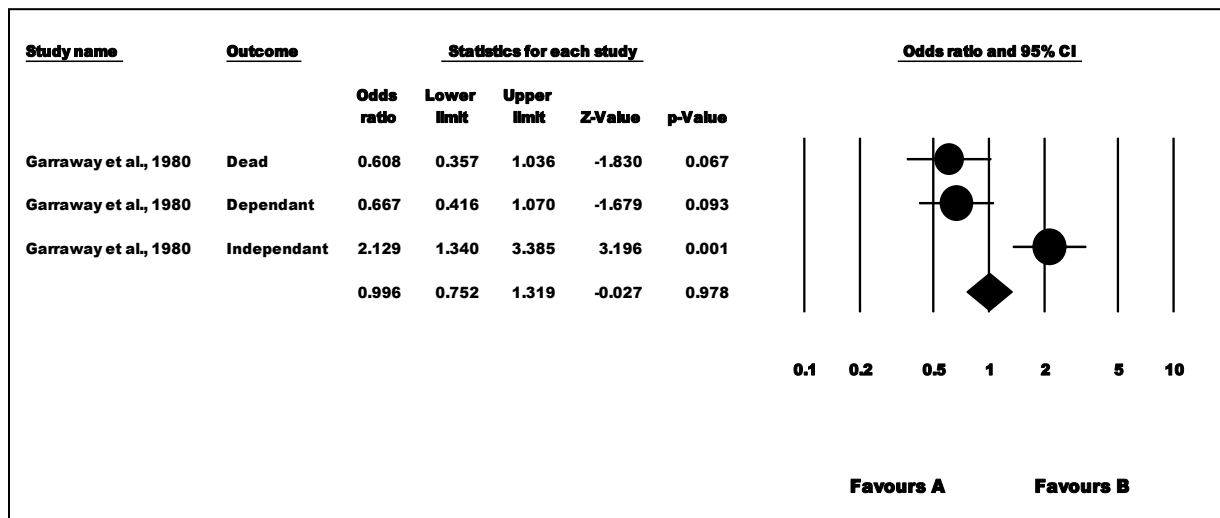 Study name Outcome Statistics for each study Odds ratio and 95% CI
Odds Lower Upper
ratio limit limit Z-Value p-Value
Garraway et al., 1980 Dead 0.608 0.357 1.036 -1.830 0.067
Garraway et al., 1980 Dependant 0.667 0.416 1.070 -1.679 0.093
Garraway et al., 1980 Independant 2.129 1.340 3.385 3.196 0.001
0.996 0.752 1.319 -0.027 0.978
0.1 0.2 0.5 1 2 5 10
Favours A Favours B